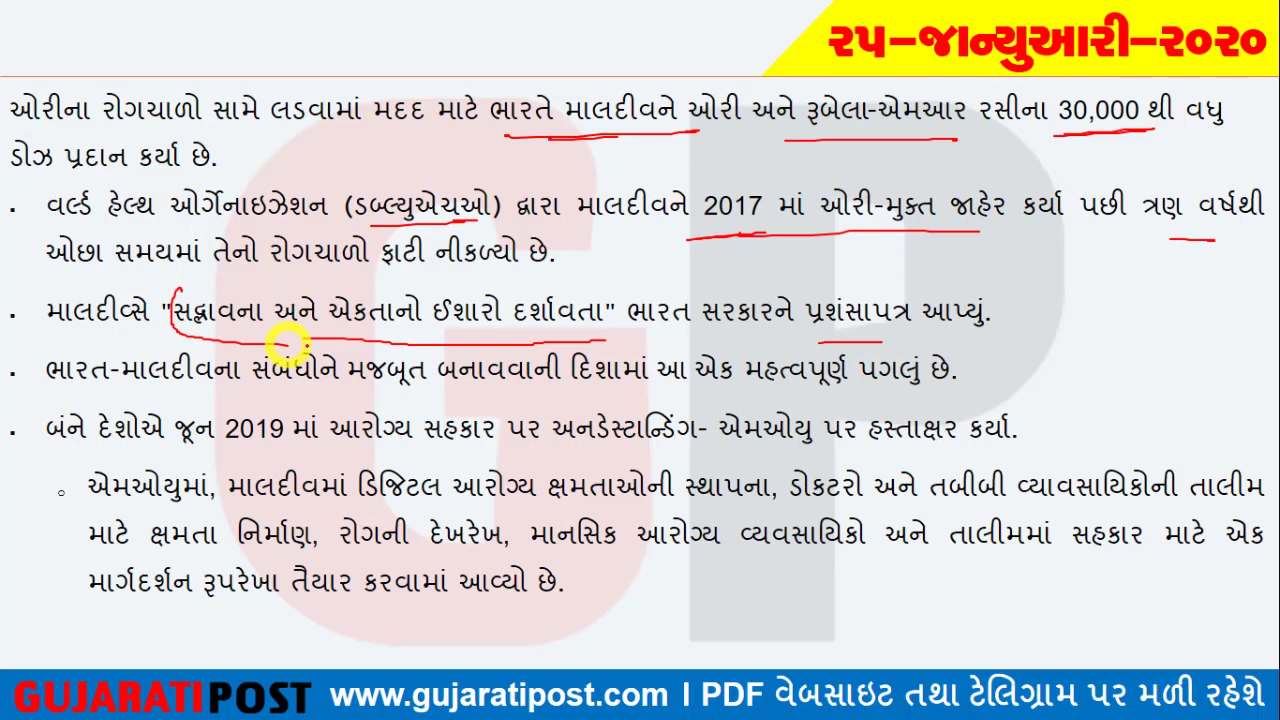 ૨૫-જાન્યુઆરી-૨૦૨૦
ઓરીના રોગચાળો સામે લડવામાં મદદ માટે ભારતે માલદીવને ઓરી અને રૂબેલા-એમઆર રસીના 30,000 થી વધુ
ડોઝ પ્રદાન કર્યા છે.
· વર્લ્ડ હેલ્થ ઓર્ગેનાઇઝેશન (ડબ્લ્યુએચઓ) દ્વારા માલદીવને 2017 માં ઓરી-મુક્ત જાહેર કર્યા પછી ત્રણ વર્ષથી
ઓછા સમયમાં તેનો રોગચાળો ફાટી નીકળ્યો છે.
· માલદીવ્સે "સદ્ભાવના અને એકતાનો ઈશારો દર્શાવતા" ભારત સરકારને પ્રશંસાપત્ર આપ્યું.
· ભારત-માલદીવના સંબંધોને મજબૂત બનાવવાની દિશામાં આ એક મહત્વપૂર્ણ પગલું છે.
· બંને દેશોએ જૂન 2019 માં આરોગ્ય સહકાર પર અનડેસ્ટાન્ડિંગ- એમઓયુ પર હસ્તાક્ષર કર્યા.
○ એમઓયુમાં, માલદીવમાં ડિજિટલ આરોગ્ય ક્ષમતાઓની સ્થાપના, ડોકટરો અને તબીબી વ્યાવસાયિકોની તાલીમ
માટે ક્ષમતા નિર્માણ, રોગની દેખરેખ, માનસિક આરોગ્ય વ્યવસાયિકો અને તાલીમમાં સહકાર માટે એક
માર્ગદર્શન રૂપરેખા તૈયાર કરવામાં આવ્યો છે.
GUJARATIPOST www.gujaratipost.com l PDF વેબસાઇટ તથા ટેલિગ્રામ પર મળી રહેશે
GP